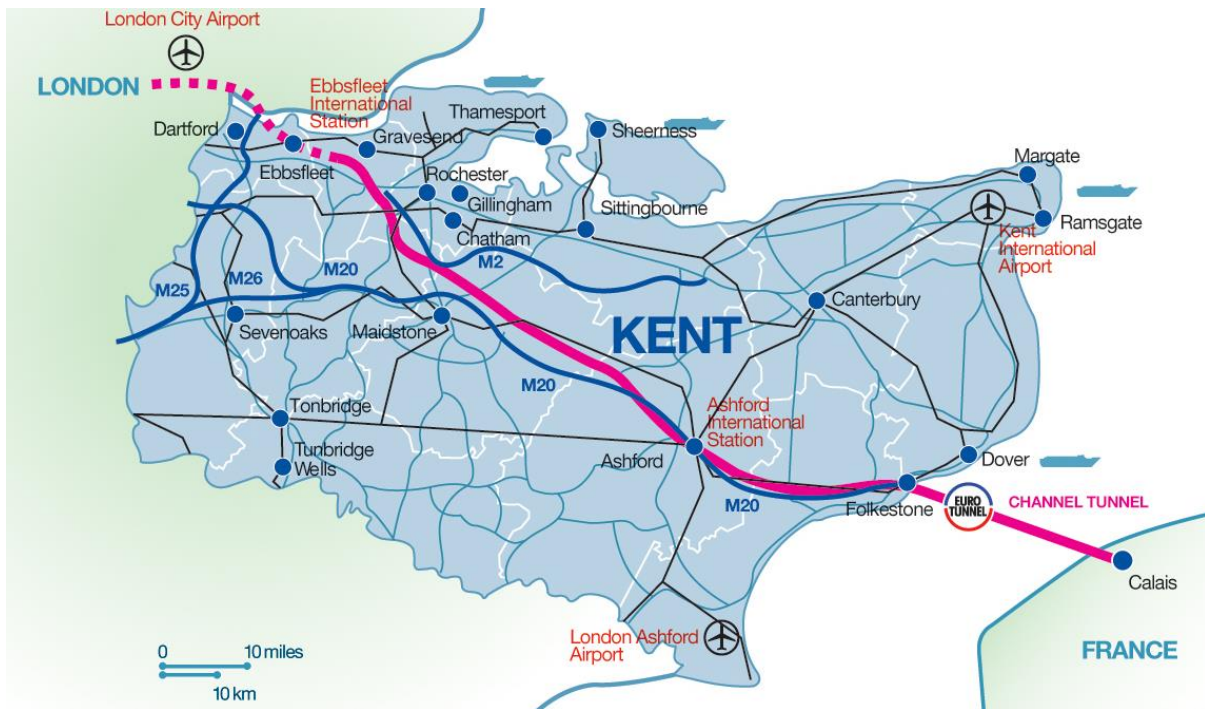 London City Airport
LONDON
Ebbsfleet
International
Station
Thamesport
Dartford
Gravesend
Sheerness
Ebbsfleet
Margate
Rochester
Gillingham
Sittingbourne
Ramsgate
Chatham
Kent
International
Airport
M20
M2
M26
M25
Canterbury
Sevenoaks
Maidstone
KENT
M20
Ashford
International
Station
Tonbridge
Tunbridge
Wells
Ashford
Dover
M20
Folkestone
EURO
TUNNEL
CHANNEL TUNNEL
Calais
London Ashford
Airport
FRANCE
0 10 miles
10 km